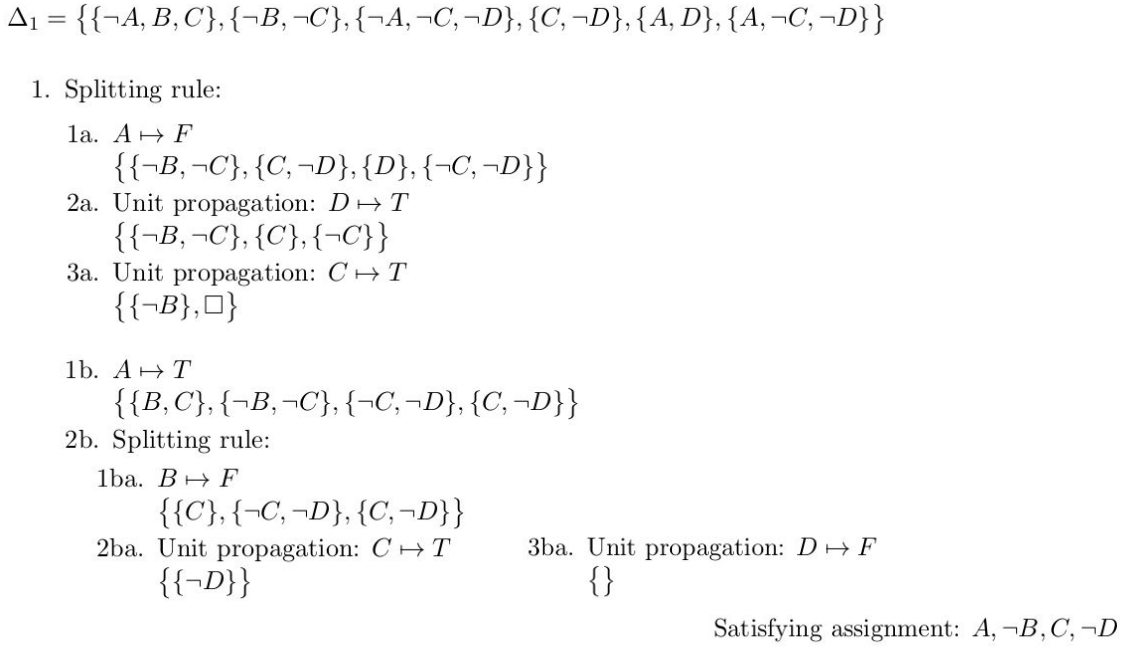 Δ₁ = {{¬A, B, C}, {¬B, ¬C}, {¬A, ¬C, ¬D}, {C, ¬D}, {A, D}, {A, ¬C, ¬D}}
1. Splitting rule:
1a. A ↦ F
{{¬B, ¬C}, {C, ¬D}, {D}, {¬C, ¬D}}
2a. Unit propagation: D ↦ T
{{¬B, ¬C}, {C}, {¬C}}
3a. Unit propagation: C ↦ T
{{¬B}, □}
1b. A ↦ T
{{B, C}, {¬B, ¬C}, {¬C, ¬D}, {C, ¬D}}
2b. Splitting rule:
1ba. B ↦ F
{{C}, {¬C, ¬D}, {C, ¬D}}
2ba. Unit propagation: C ↦ T
{{¬D}}
3ba. Unit propagation: D ↦ F
{}
Satisfying assignment: A, ¬B, C, ¬D